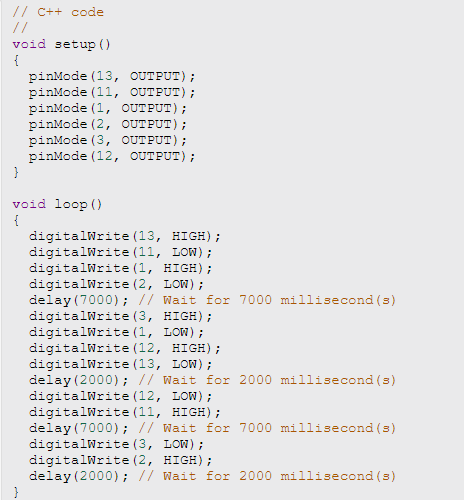 // C++ code
//
void setup()
{
  pinMode(13, OUTPUT);
  pinMode(11, OUTPUT);
  pinMode(1, OUTPUT);
  pinMode(2, OUTPUT);
  pinMode(3, OUTPUT);
  pinMode(12, OUTPUT);
}

void loop()
{
  digitalWrite(13, HIGH);
  digitalWrite(11, LOW);
  digitalWrite(1, HIGH);
  digitalWrite(2, LOW);
  delay(7000); // Wait for 7000 millisecond(s)
  digitalWrite(3, HIGH);
  digitalWrite(1, LOW);
  digitalWrite(12, HIGH);
  digitalWrite(13, LOW);
  delay(2000); // Wait for 2000 millisecond(s)
  digitalWrite(12, LOW);
  digitalWrite(11, HIGH);
  delay(7000); // Wait for 7000 millisecond(s)
  digitalWrite(3, LOW);
  digitalWrite(2, HIGH);
  delay(2000); // Wait for 2000 millisecond(s)
}